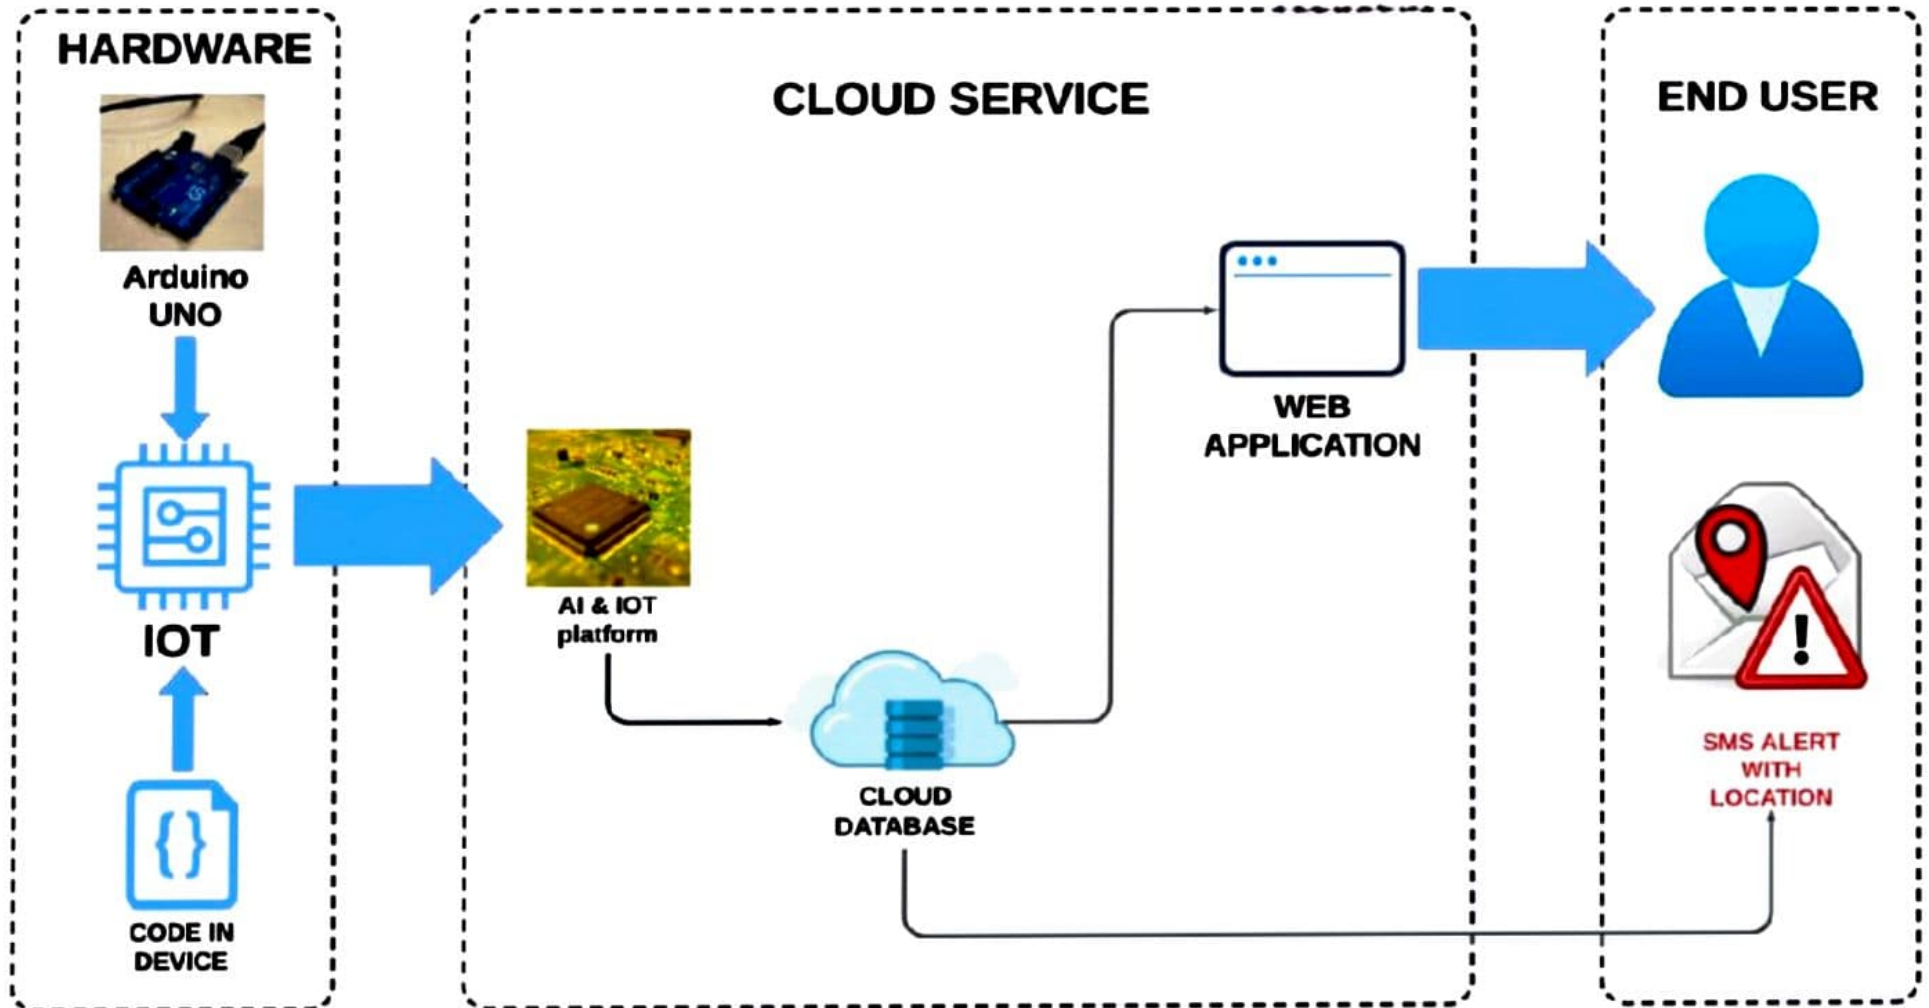 HARDWARE
Arduino
UNO
IOT
CODE IN
DEVICE
CLOUD SERVICE
AI & IOT
platform
CLOUD
DATABASE
WEB
APPLICATION
END USER
SMS ALERT
WITH
LOCATION